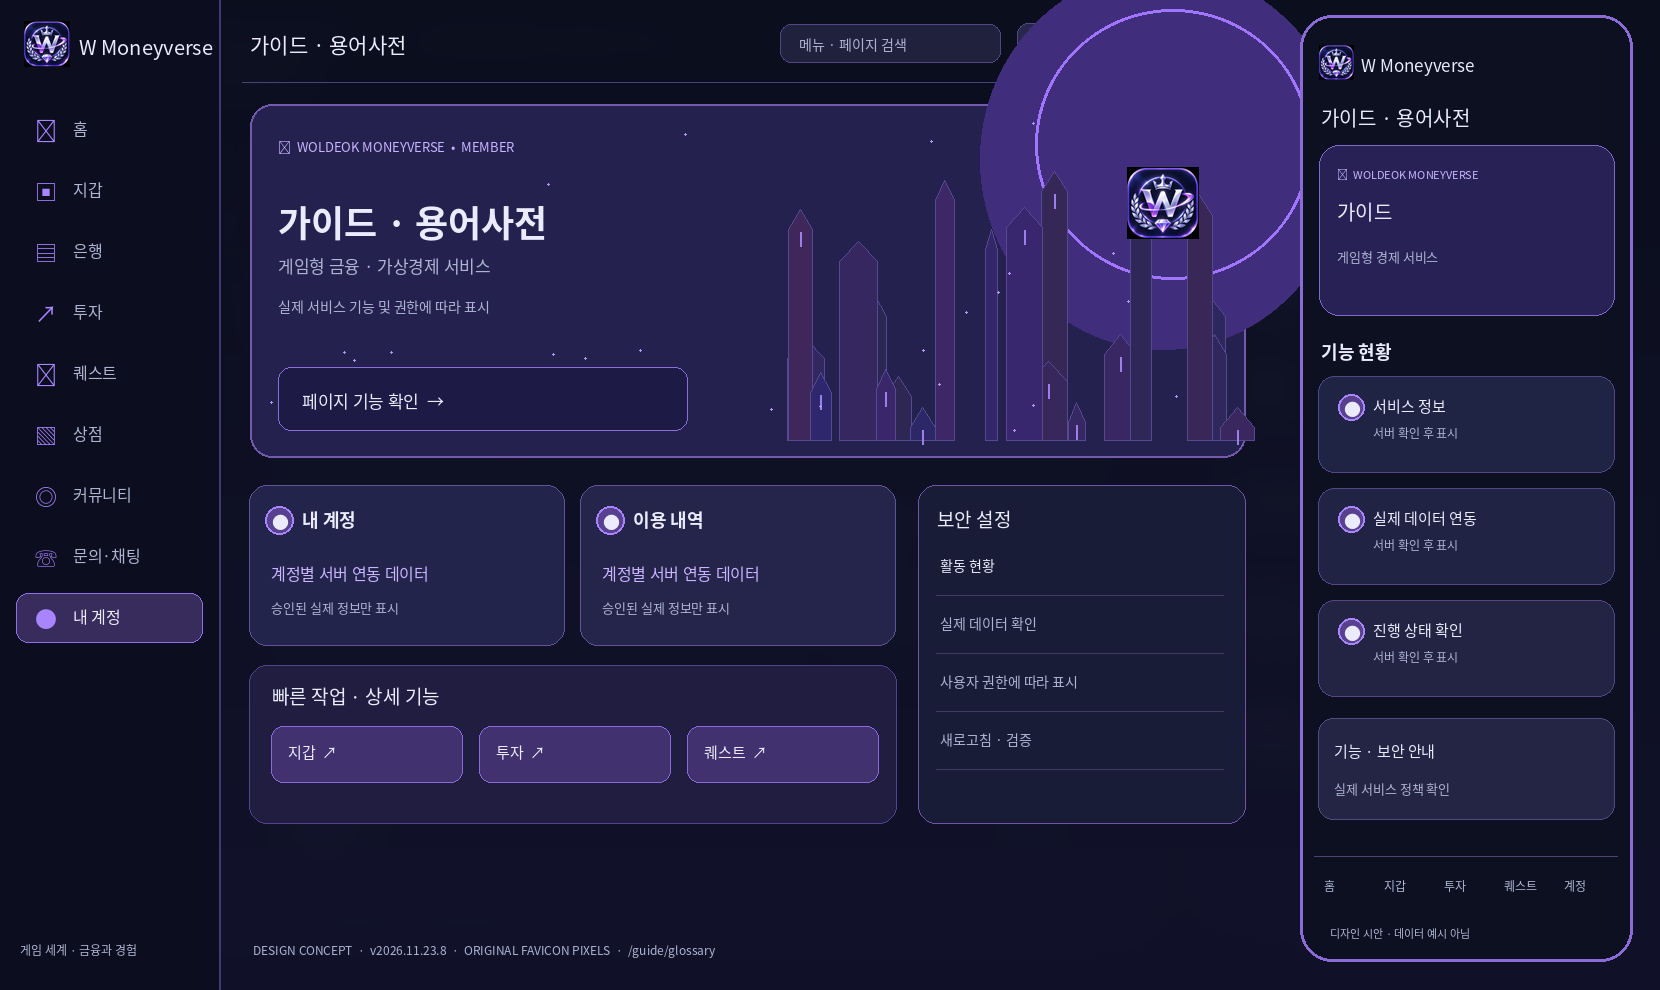 W Moneyverse
홈
지갑
은행
투자
퀘스트
상점
커뮤니티
문의·채팅
내 계정
게임 세계 · 금융과 경험
가이드 · 용어사전
메뉴 · 페이지 검색
WOLDEOK MONEYVERSE • MEMBER
가이드 · 용어사전
게임형 금융 · 가상경제 서비스
실제 서비스 기능 및 권한에 따라 표시
페이지 기능 확인 →
W
내 계정
계정별 서버 연동 데이터
승인된 실제 정보만 표시
이용 내역
계정별 서버 연동 데이터
승인된 실제 정보만 표시
보안 설정
활동 현황
실제 데이터 확인
사용자 권한에 따라 표시
새로고침 · 검증
빠른 작업 · 상세 기능
지갑 ↗
투자 ↗
퀘스트 ↗
DESIGN CONCEPT · v2026.11.23.8 · ORIGINAL FAVICON PIXELS · /guide/glossary
W Moneyverse
가이드 · 용어사전
WOLDEOK MONEYVERSE
가이드
게임형 경제 서비스
기능 현황
서비스 정보
서버 확인 후 표시
실제 데이터 연동
서버 확인 후 표시
진행 상태 확인
서버 확인 후 표시
기능 · 보안 안내
실제 서비스 정책 확인
홈 지갑 투자 퀘스트 계정
디자인 시안 · 데이터 예시 아님